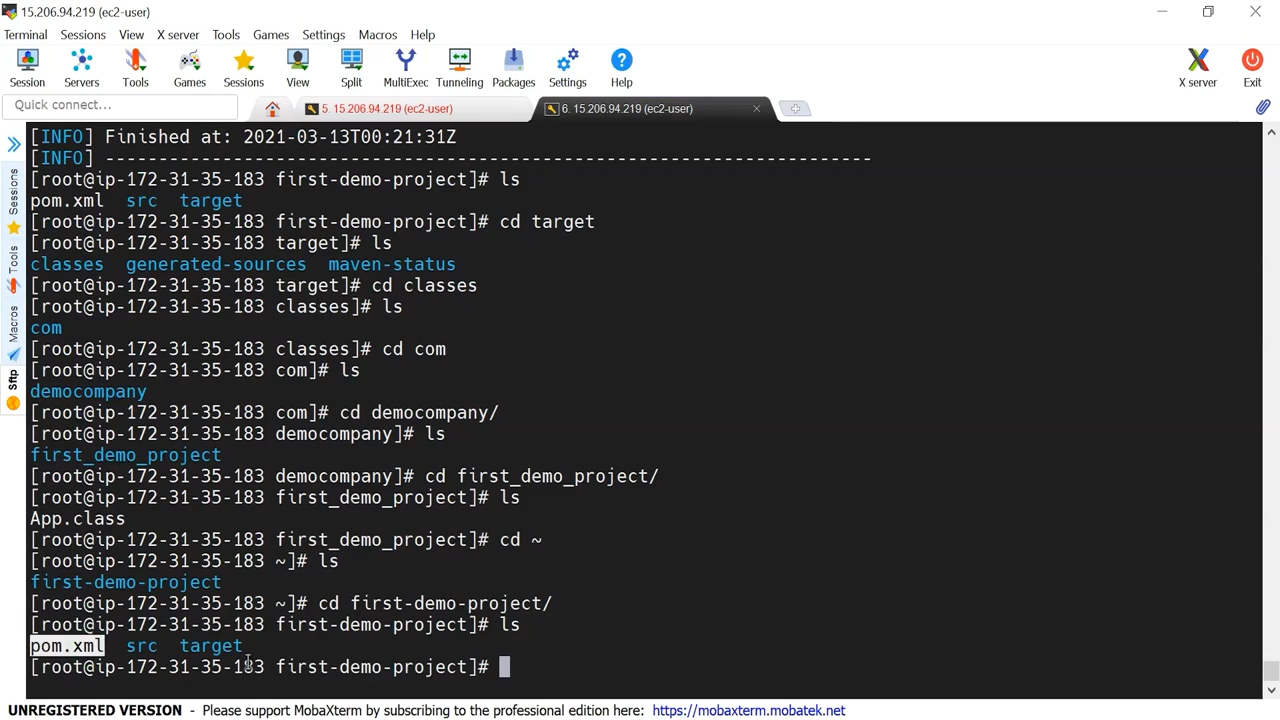 15.206.94.219 (ec2-user)
Terminal Sessions View X server Tools Games Settings Macros Help
Session Servers Tools Games Sessions View Split MultiExec Tunneling Packages Settings Help X server Exit
Quick connect...
5. 15.206.94.219 (ec2-user)
6. 15.206.94.219 (ec2-user)
Sessions
Tools
Macros
Sftp
[INFO] Finished at: 2021-03-13T00:21:31Z
[INFO] ------------------------------------------------------------------------
[root@ip-172-31-35-183 first-demo-project]# ls
pom.xml  src  target
[root@ip-172-31-35-183 first-demo-project]# cd target
[root@ip-172-31-35-183 target]# ls
classes  generated-sources  maven-status
[root@ip-172-31-35-183 target]# cd classes
[root@ip-172-31-35-183 classes]# ls
com
[root@ip-172-31-35-183 classes]# cd com
[root@ip-172-31-35-183 com]# ls
democompany
[root@ip-172-31-35-183 com]# cd democompany/
[root@ip-172-31-35-183 democompany]# ls
first_demo_project
[root@ip-172-31-35-183 democompany]# cd first_demo_project/
[root@ip-172-31-35-183 first_demo_project]# ls
App.class
[root@ip-172-31-35-183 first_demo_project]# cd ~
[root@ip-172-31-35-183 ~]# ls
first-demo-project
[root@ip-172-31-35-183 ~]# cd first-demo-project/
[root@ip-172-31-35-183 first-demo-project]# ls
pom.xml  src  target
[root@ip-172-31-35-183 first-demo-project]#
UNREGISTERED VERSION - Please support MobaXterm by subscribing to the professional edition here: https://mobaxterm.mobatek.net